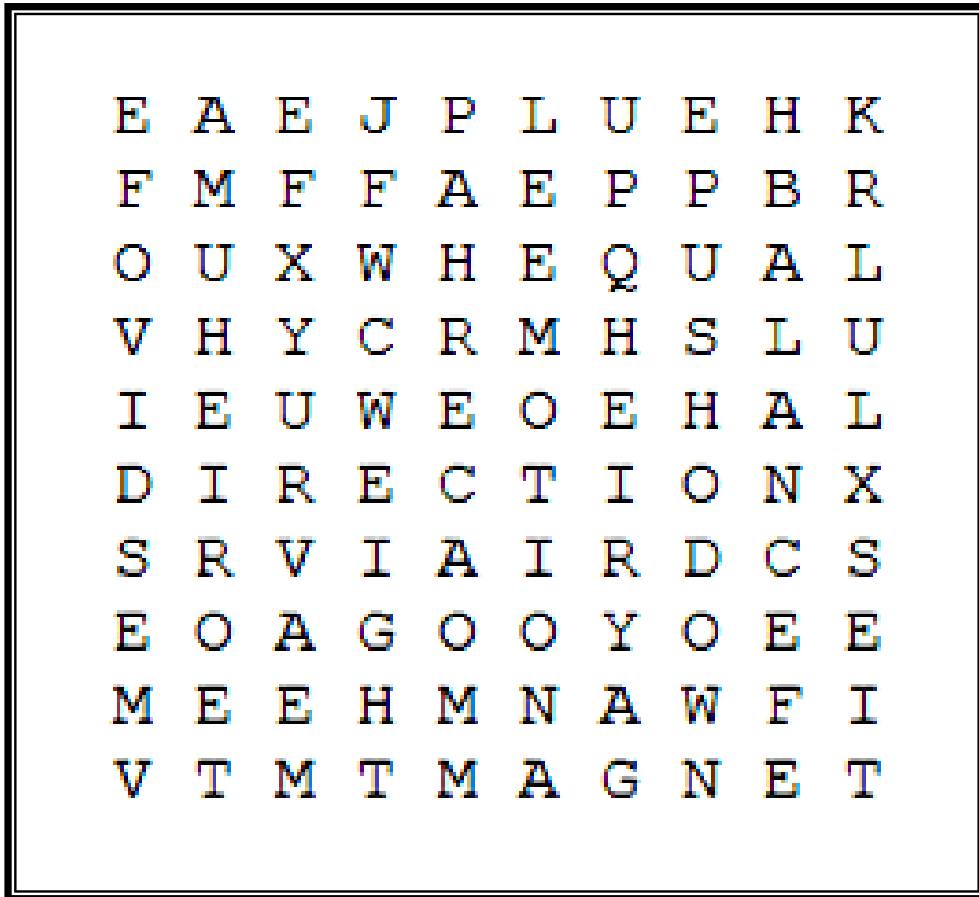 E A E J P L U E H K
F M F F A E P P B R
O U X W H E Q U A L
V H Y C R M H S L U
I E U W E O E H A L
D I R E C T I O N X
S R V I A I R D C S
E O A G O O Y O E E
M E E H M N A W F I
V T M T M A G N E T